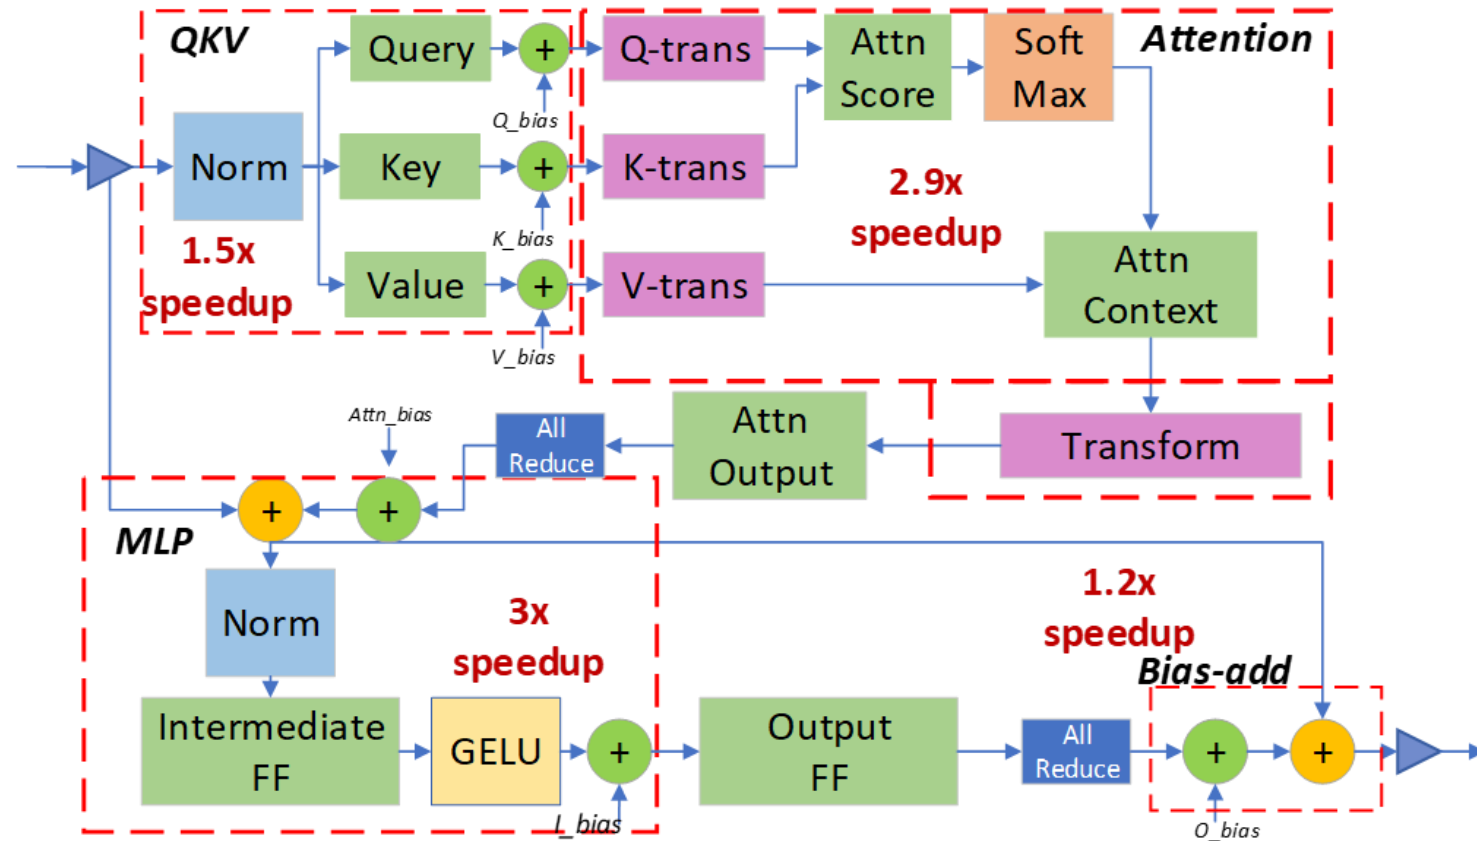 QKV
Query
+
Q_bias
Q-trans
Attn
Score
Soft
Max
Attention
Norm
Key
+
K_bias
K-trans
2.9x
speedup
1.5x
speedup
Value
+
V_bias
V-trans
Attn
Context
Attn_bias
All
Reduce
Attn
Output
Transform
MLP
+
+
Norm
3x
speedup
1.2x
speedup
Bias-add
Intermediate
FF
GELU
+
I_bias
Output
FF
All
Reduce
+
+
O_bias